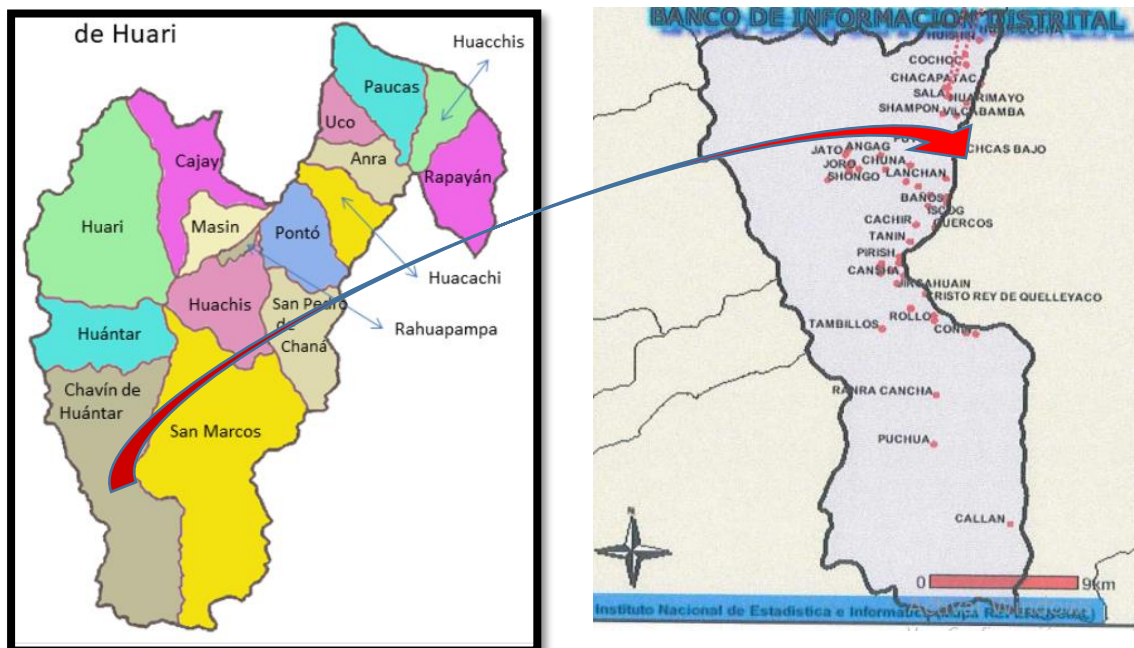 de Huari
Huacchis
Paucas
Uco
Cajay
Anra
Rapayán
Masin
Huari
Pontó
Huacachi
Huachis
San Pedro
de
Chaná
Rahuapampa
Huántar
Chavín de
Huántar
San Marcos
BANCO DE INFORMACION DISTRITAL
COCHOC
CHACAPATAC
SALA
HUARIMAYO
SHAMPON
VILCABAMBA
JATO
ANGAG
CHCAS BAJO
JORO
CHUNA
LANCHAN
SHONGO
BAÑOS
ISCOG
CACHIR
QUERCOS
TANIN
PIRISH
CANSHA
CRISTO REY DE QUELLEYACO
ROLLO
TAMBILLOS
RANRA CANCHA
PUCHUA
CALLAN
N
0
9km
Instituto Nacional de Estadistica e Informatica (Mapa REFERENCIAL)